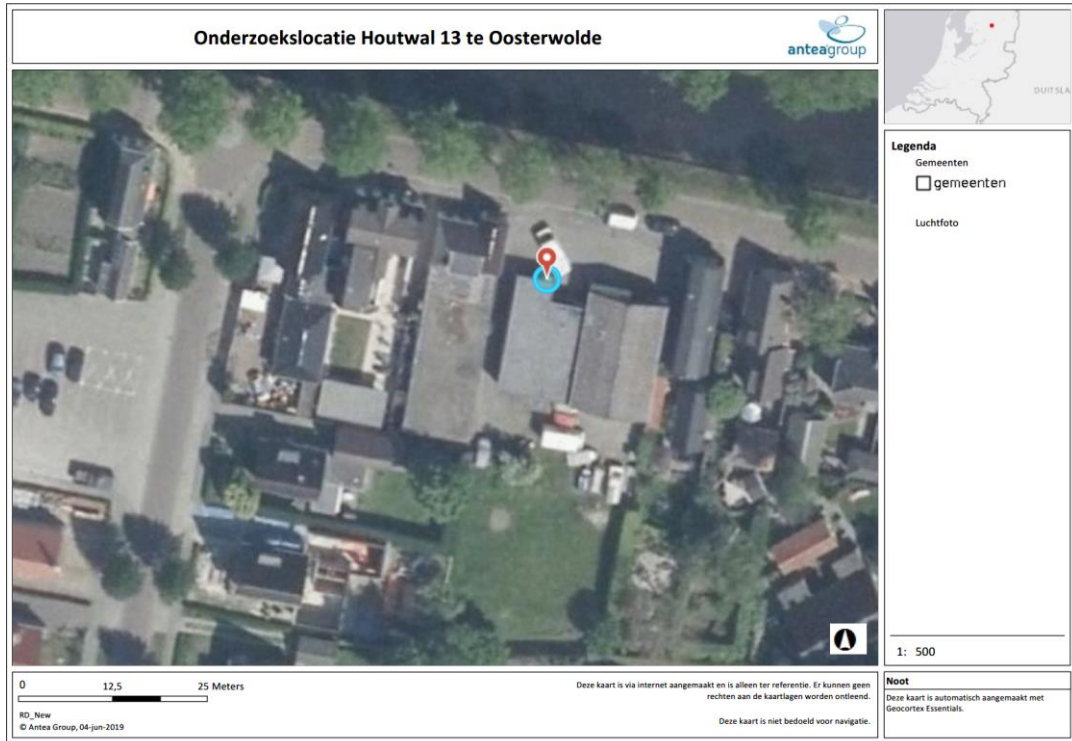 Onderzoekslocatie Houtwal 13 te Oosterwolde
anteagroup
DUITSLA
Legenda
Gemeenten
gemeenten
Luchtfoto
1: 500
0 12,5 25 Meters
RD_New
© Antea Group, 04-jun-2019
Deze kaart is via internet aangemaakt en is alleen ter referentie. Er kunnen geen
rechten aan de kaartlagen worden ontleend.
Deze kaart is niet bedoeld voor navigatie.
Noot
Deze kaart is automatisch aangemaakt met
Geocortex Essentials.